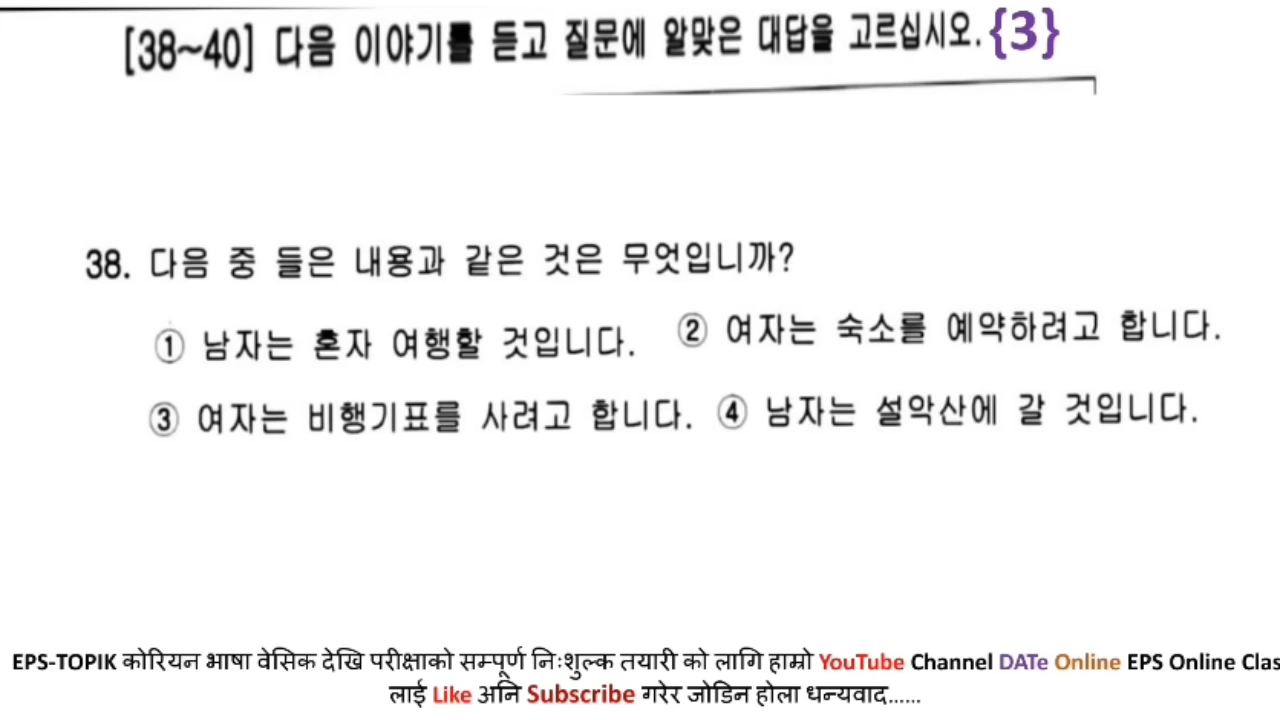 [38~40] 다음 이야기를 듣고 질문에 알맞은 대답을 고르십시오. {3}
38. 다음 중 들은 내용과 같은 것은 무엇입니까?
① 남자는 혼자 여행할 것입니다. ② 여자는 숙소를 예약하려고 합니다.
③ 여자는 비행기표를 사려고 합니다. ④ 남자는 설악산에 갈 것입니다.
EPS-TOPIK कोरियन भाषा वेसिक देखि परीक्षाको सम्पूर्ण निःशुल्क तयारी को लागि हाम्रो YouTube Channel DATe Online EPS Online Clas
लाई Like अनि Subscribe गरेर जोडिन होला धन्यवाद......